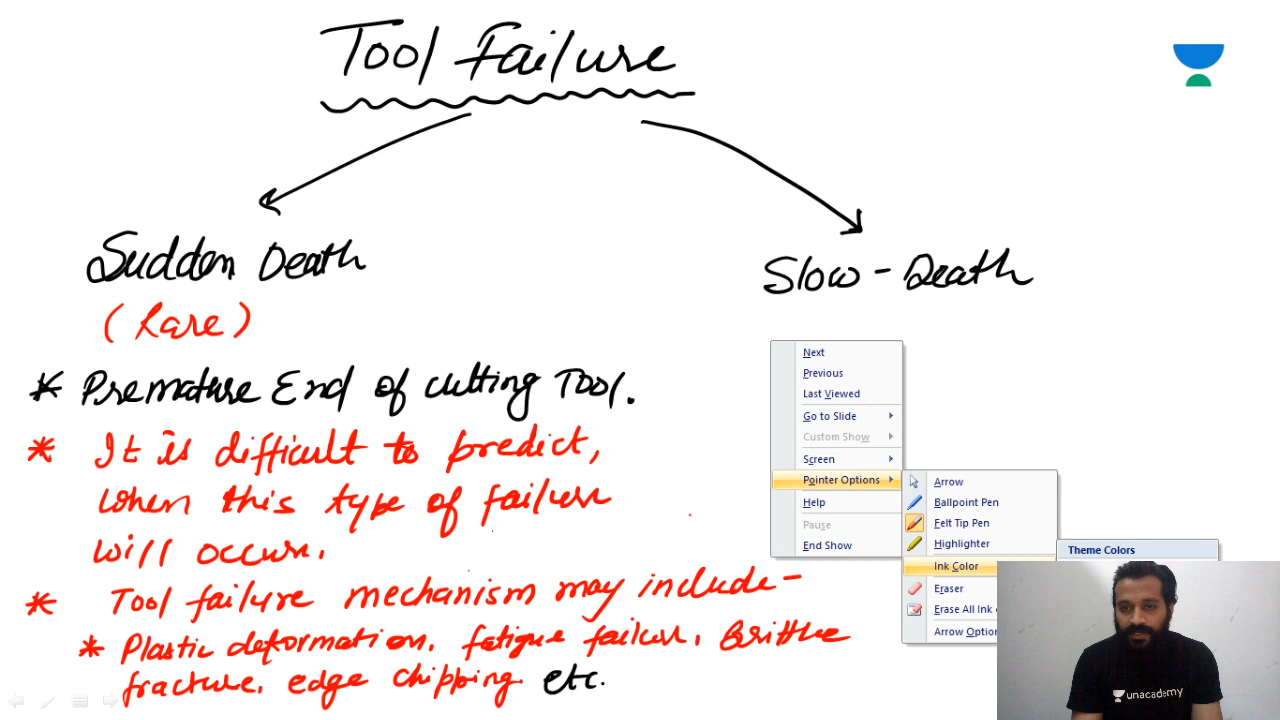 Tool Failure
Sudden Death
(Rare)
Slow-Death
* Premature End of Cutting Tool.
* It is difficult to predict,
when this type of failure
will occur.
* Tool failure mechanism may include-
* Plastic deformation, fatigue failure, Brittle
fracture, edge chipping etc.
Next
Previous
Last Viewed
Go to Slide
Custom Show
Screen
Pointer Options
Help
Pause
End Show
Arrow
Ballpoint Pen
Felt Tip Pen
Highlighter
Ink Color
Eraser
Erase All Ink
Arrow Option
Theme Colors
unacademy